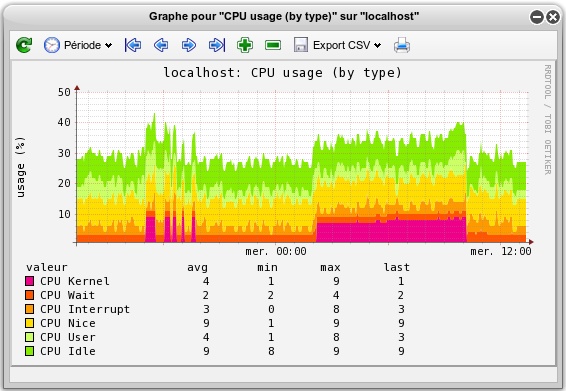 Graphe pour "CPU usage (by type)" sur "localhost"
Période Export CSV
localhost: CPU usage (by type)
RRDTOOL / TOBI OETIKER
usage (%)
50
40
30
20
10
mer. 00:00 mer. 12:00
valeur avg min max last
CPU Kernel 4 1 9 1
CPU Wait 2 2 4 2
CPU Interrupt 3 0 8 3
CPU Nice 9 1 9 9
CPU User 4 1 8 3
CPU Idle 9 8 9 9